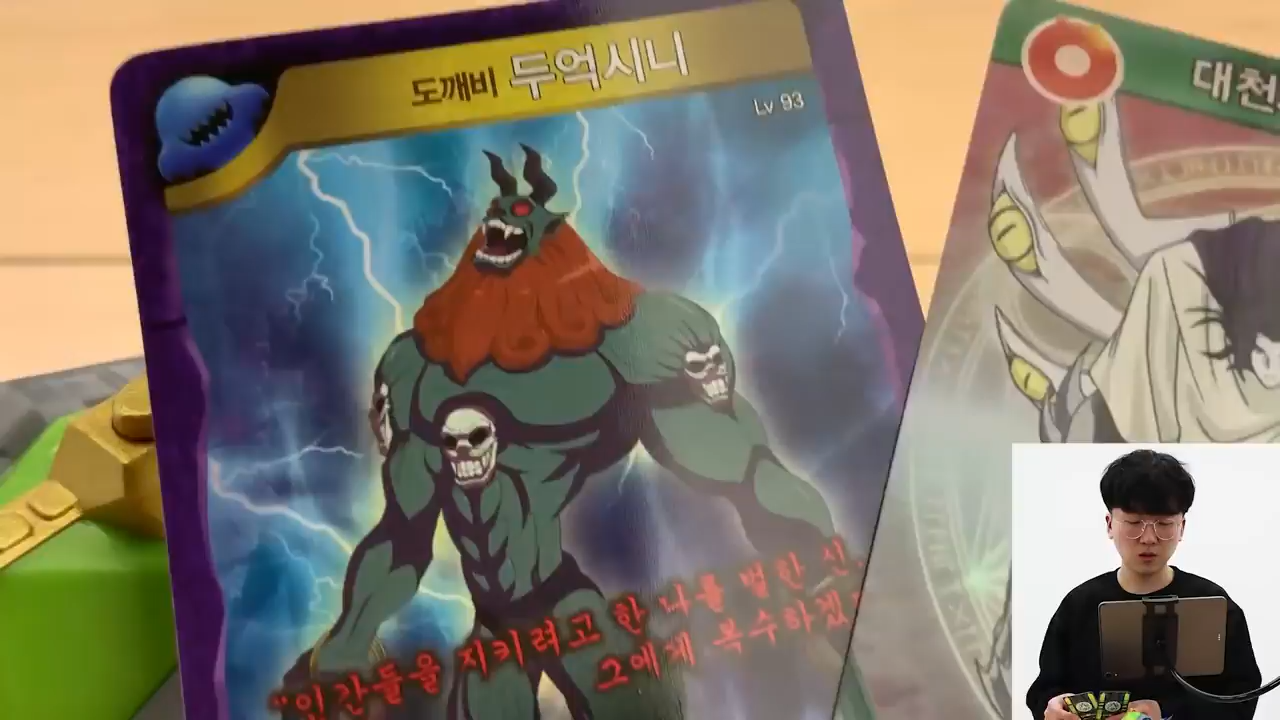 도깨비 두억시니
Lv 93
"인간들을 지키려고 한 나를 벌한 신.
그에게 복수하겠
대천